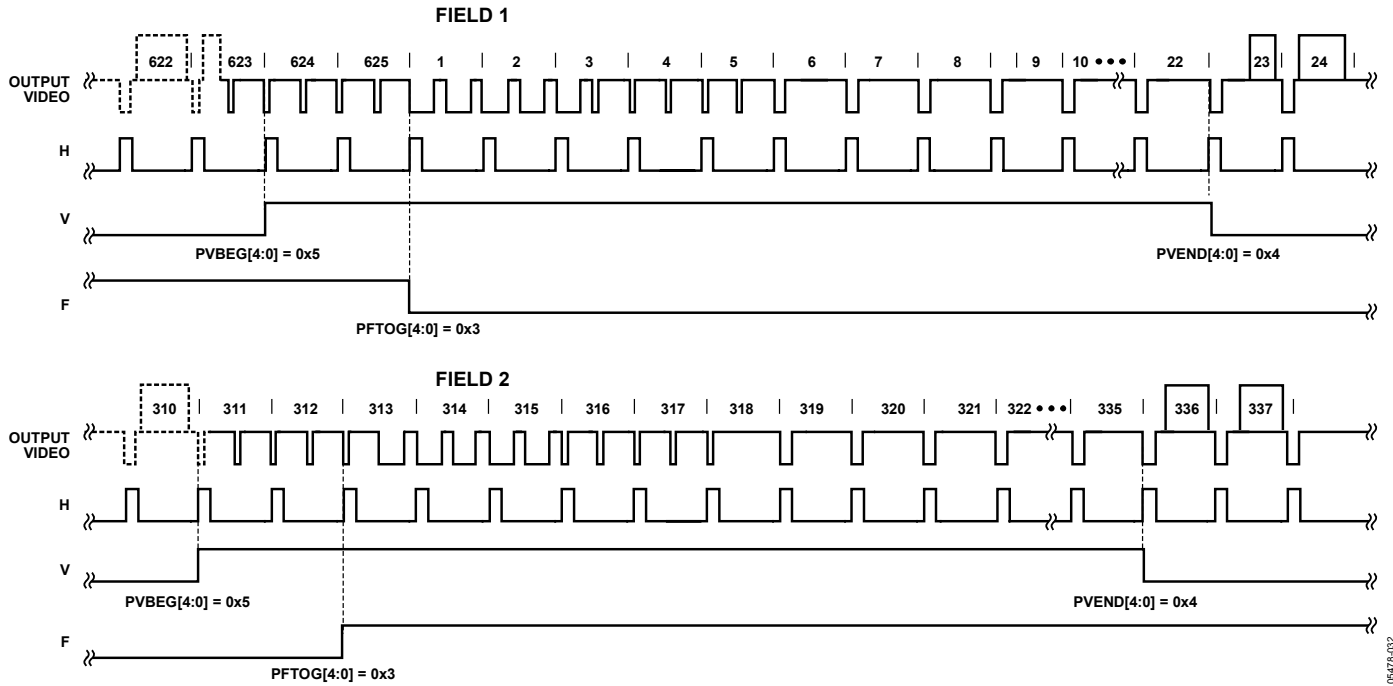 FIELD 1
622 623 624 625 1 2 3 4 5 6 7 8 9 10 ••• 22 23 24
OUTPUT
VIDEO
H
V
PVBEG[4:0] = 0x5
PVEND[4:0] = 0x4
F
PFTOG[4:0] = 0x3
FIELD 2
310 311 312 313 314 315 316 317 318 319 320 321 322 •••• 335 336 337
OUTPUT
VIDEO
H
V
PVBEG[4:0] = 0x5
PVEND[4:0] = 0x4
F
PFTOG[4:0] = 0x3
05478-032